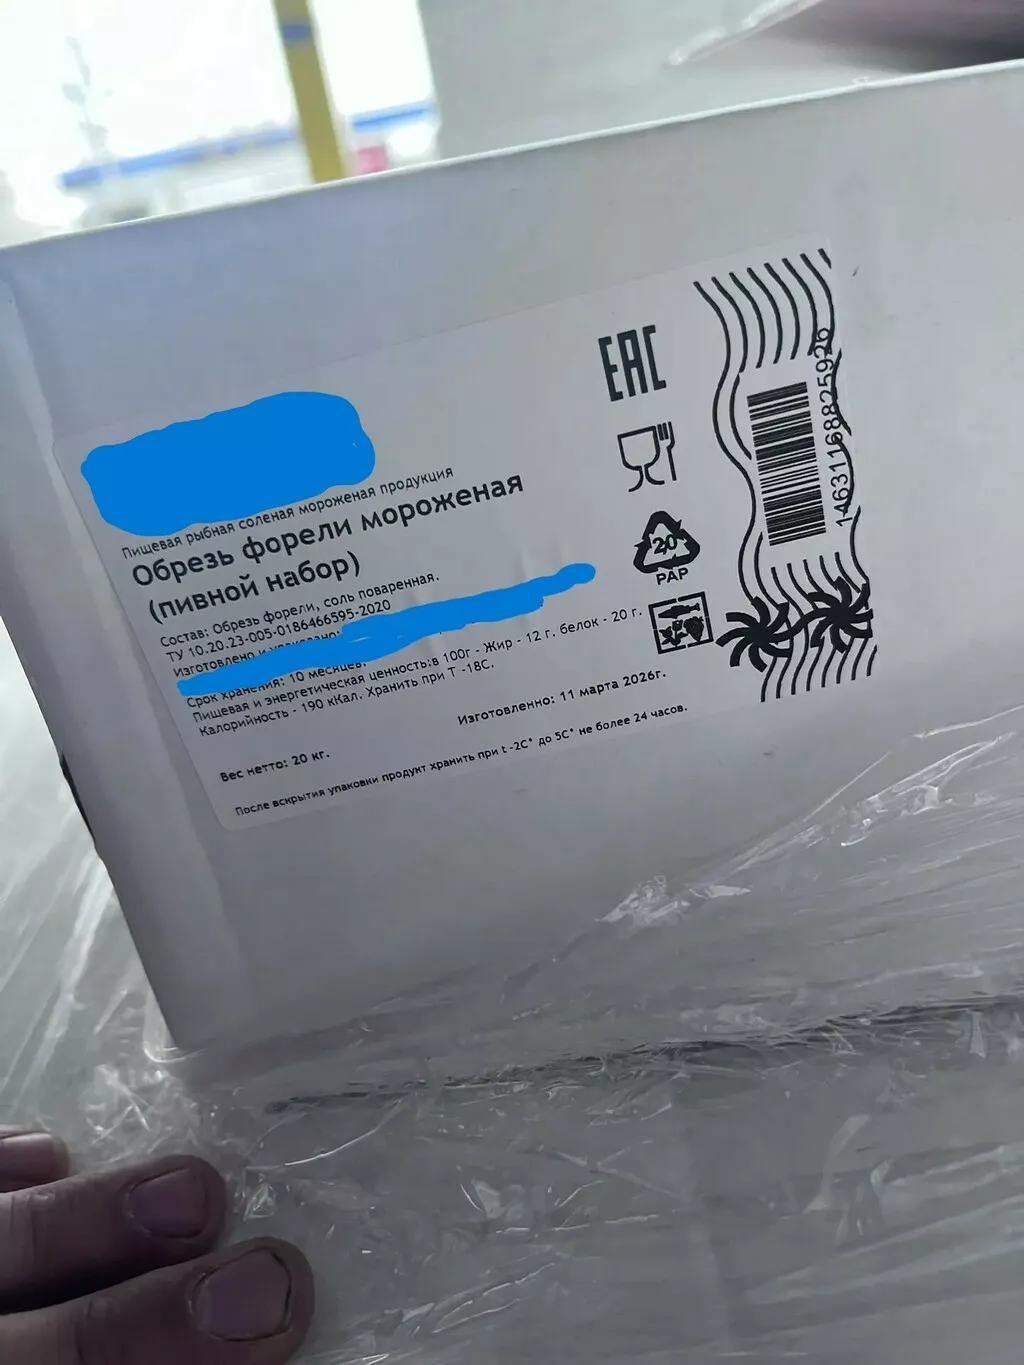 Пищевая рыбная соленая мороженая продукция
Обрезь форели мороженая
(пивной набор)
Состав: Обрезь форели, соль поваренная.
ТУ 10.20.23-005-0186466595-2020
Изготовлено и упаковано:
Срок хранения: 10 месяцев.
Пищевая и энергетическая ценность:в 100г - Жир - 12 г. белок - 20 г.
Калорийность - 190 кКал. Хранить при Т -18С.
Изготовленно: 11 марта 2026г.
Вес нетто: 20 кг.
После вскрытия упаковки продукт хранить при t -2С° до 5С° не более 24 часов.
ЕАС
20
PAP
14631168825926